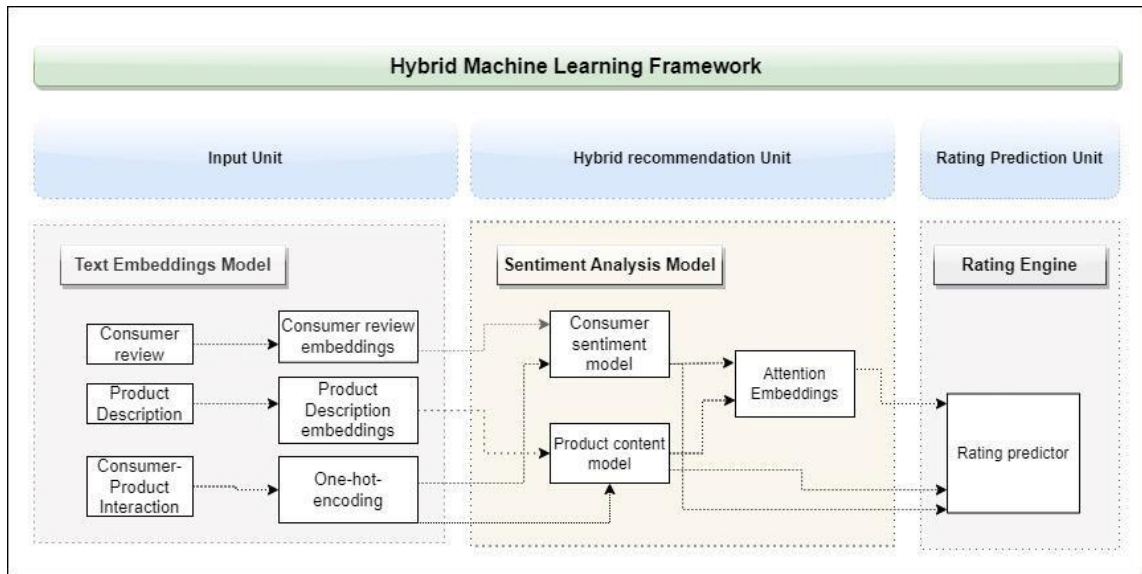 Hybrid Machine Learning Framework
Input Unit
Hybrid recommendation Unit
Rating Prediction Unit
Text Embeddings Model
Sentiment Analysis Model
Rating Engine
Consumer
review
Consumer review
embeddings
Consumer
sentiment
model
Product
Description
Product
Description
embeddings
Attention
Embeddings
Consumer-
Product
Interaction
One-hot-
encoding
Product content
model
Rating predictor